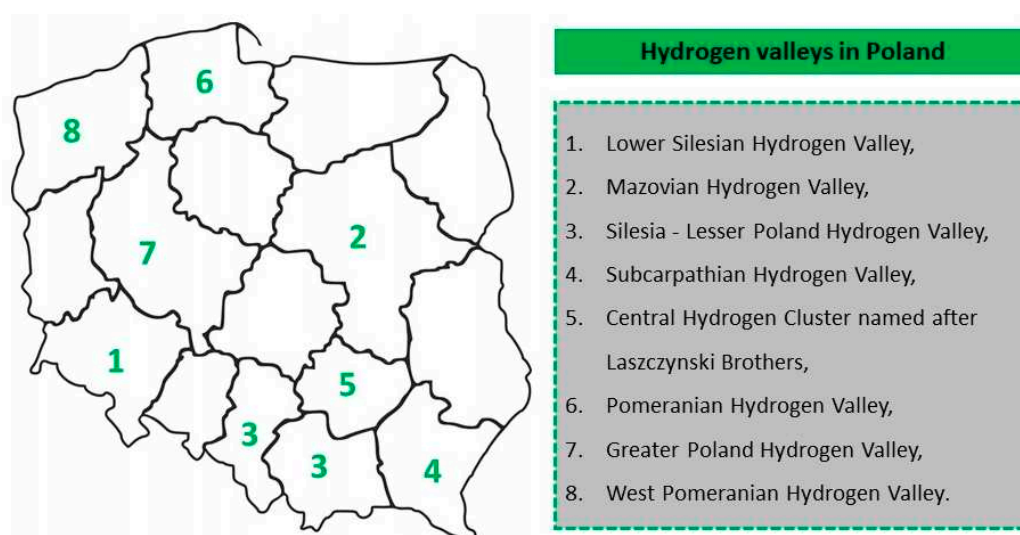 Hydrogen valleys in Poland
6
8
7
2
1
5
3
3
4
1. Lower Silesian Hydrogen Valley,
2. Mazovian Hydrogen Valley,
3. Silesia - Lesser Poland Hydrogen Valley,
4. Subcarpathian Hydrogen Valley,
5. Central Hydrogen Cluster named after
Laszczynski Brothers,
6. Pomeranian Hydrogen Valley,
7. Greater Poland Hydrogen Valley,
8. West Pomeranian Hydrogen Valley.